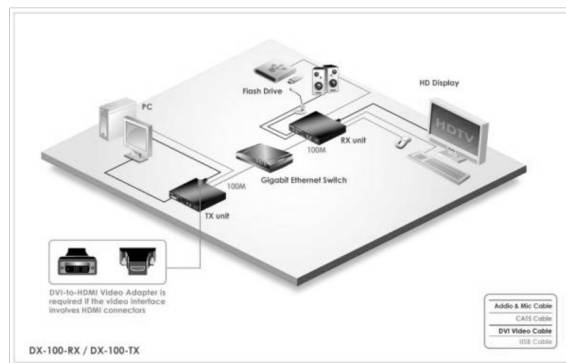 Flash Drive
HD Display
PC
HDTV
RX unit
100M
Gigabit Ethernet Switch
100M
TX unit
DVI-to-HDMI Video Adapter is
required if the video interface
involves HDMI connectors
Addio & Mic Cable
CAT5 Cable
DVI Video Cable
USB Cable
DX-100-RX / DX-100-TX